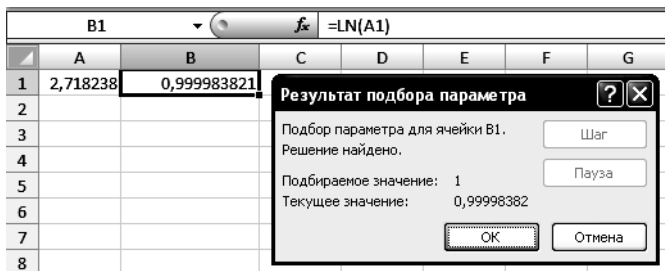 B1 fx =LN(A1)
A B C D E F G
1 2,718238 0,999983821
2
3
4
5
6
7
8
Результат подбора параметра
Подбор параметра для ячейки B1.
Решение найдено.
Подбираемое значение: 1
Текущее значение: 0,99998382
Шаг
Пауза
ОК Отмена